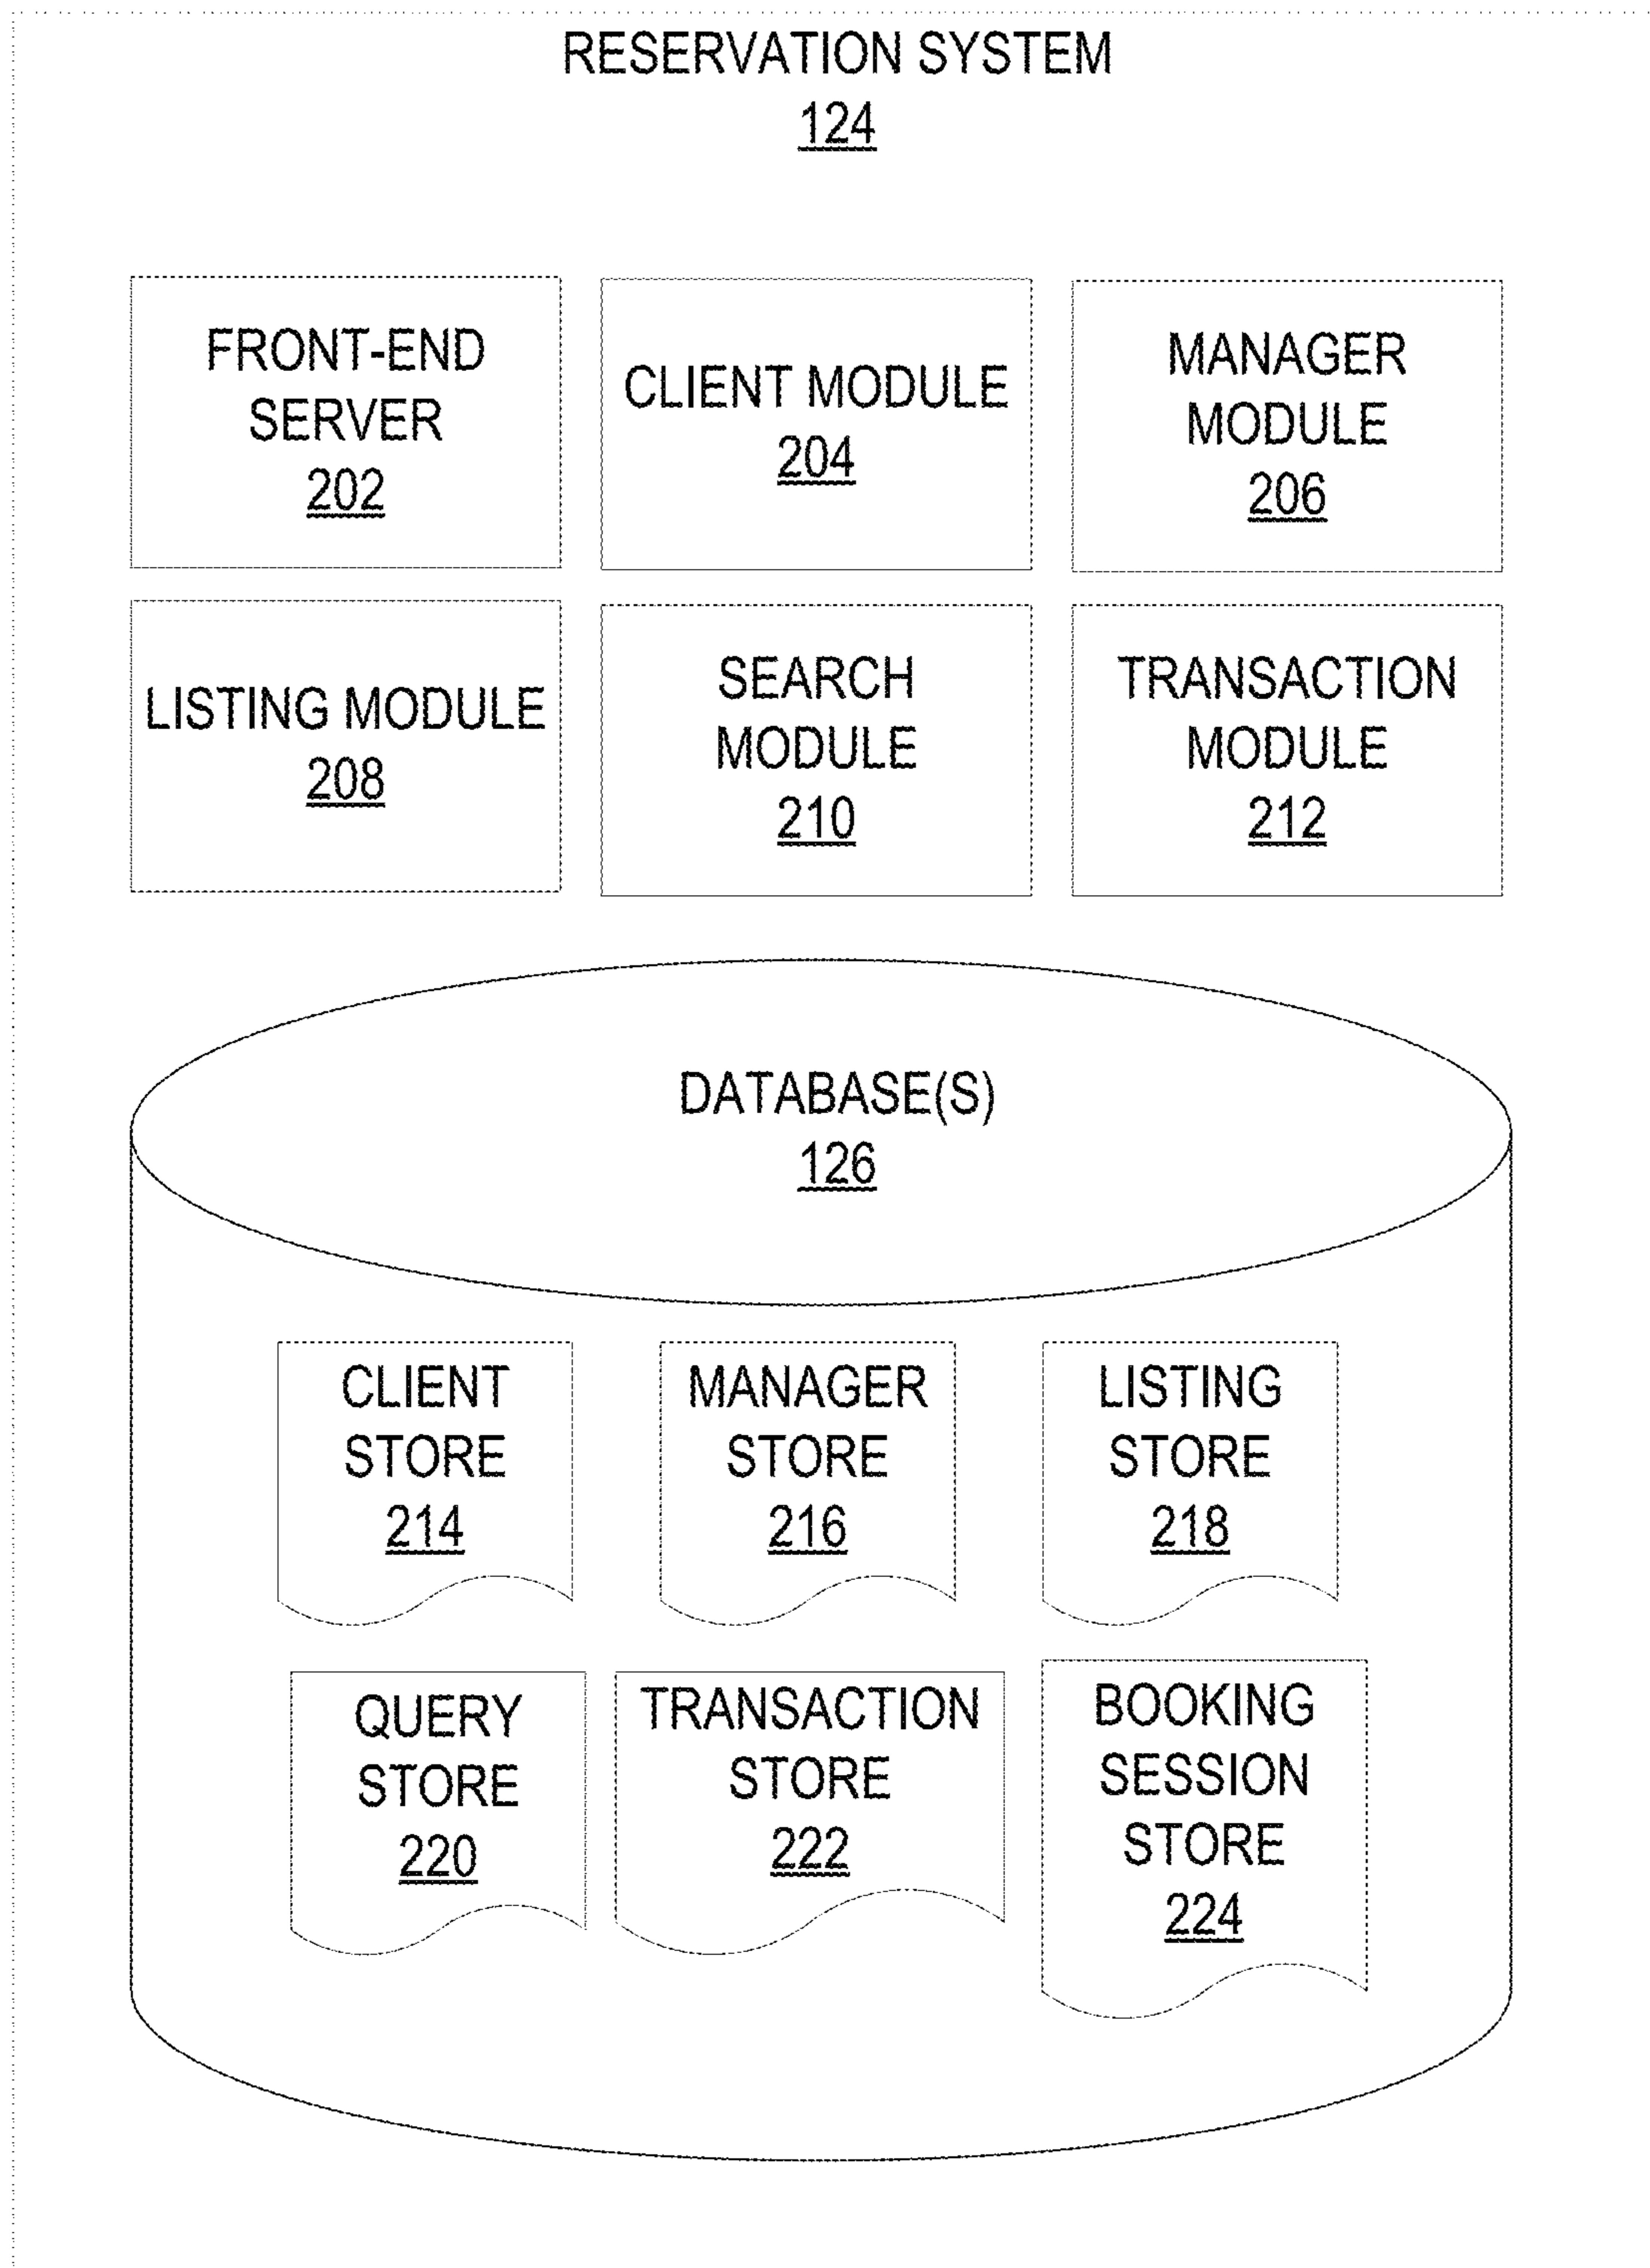 RESERVATION SYSTEM
124
FRONT-END
SERVER
202
CLIENT MODULE
204
MANAGER
MODULE
206
LISTING MODULE
208
SEARCH
MODULE
210
TRANSACTION
MODULE
212
DATABASE(S)
126
CLIENT
STORE
214
MANAGER
STORE
216
LISTING
STORE
218
QUERY
STORE
220
TRANSACTION
STORE
222
BOOKING
SESSION
STORE
224